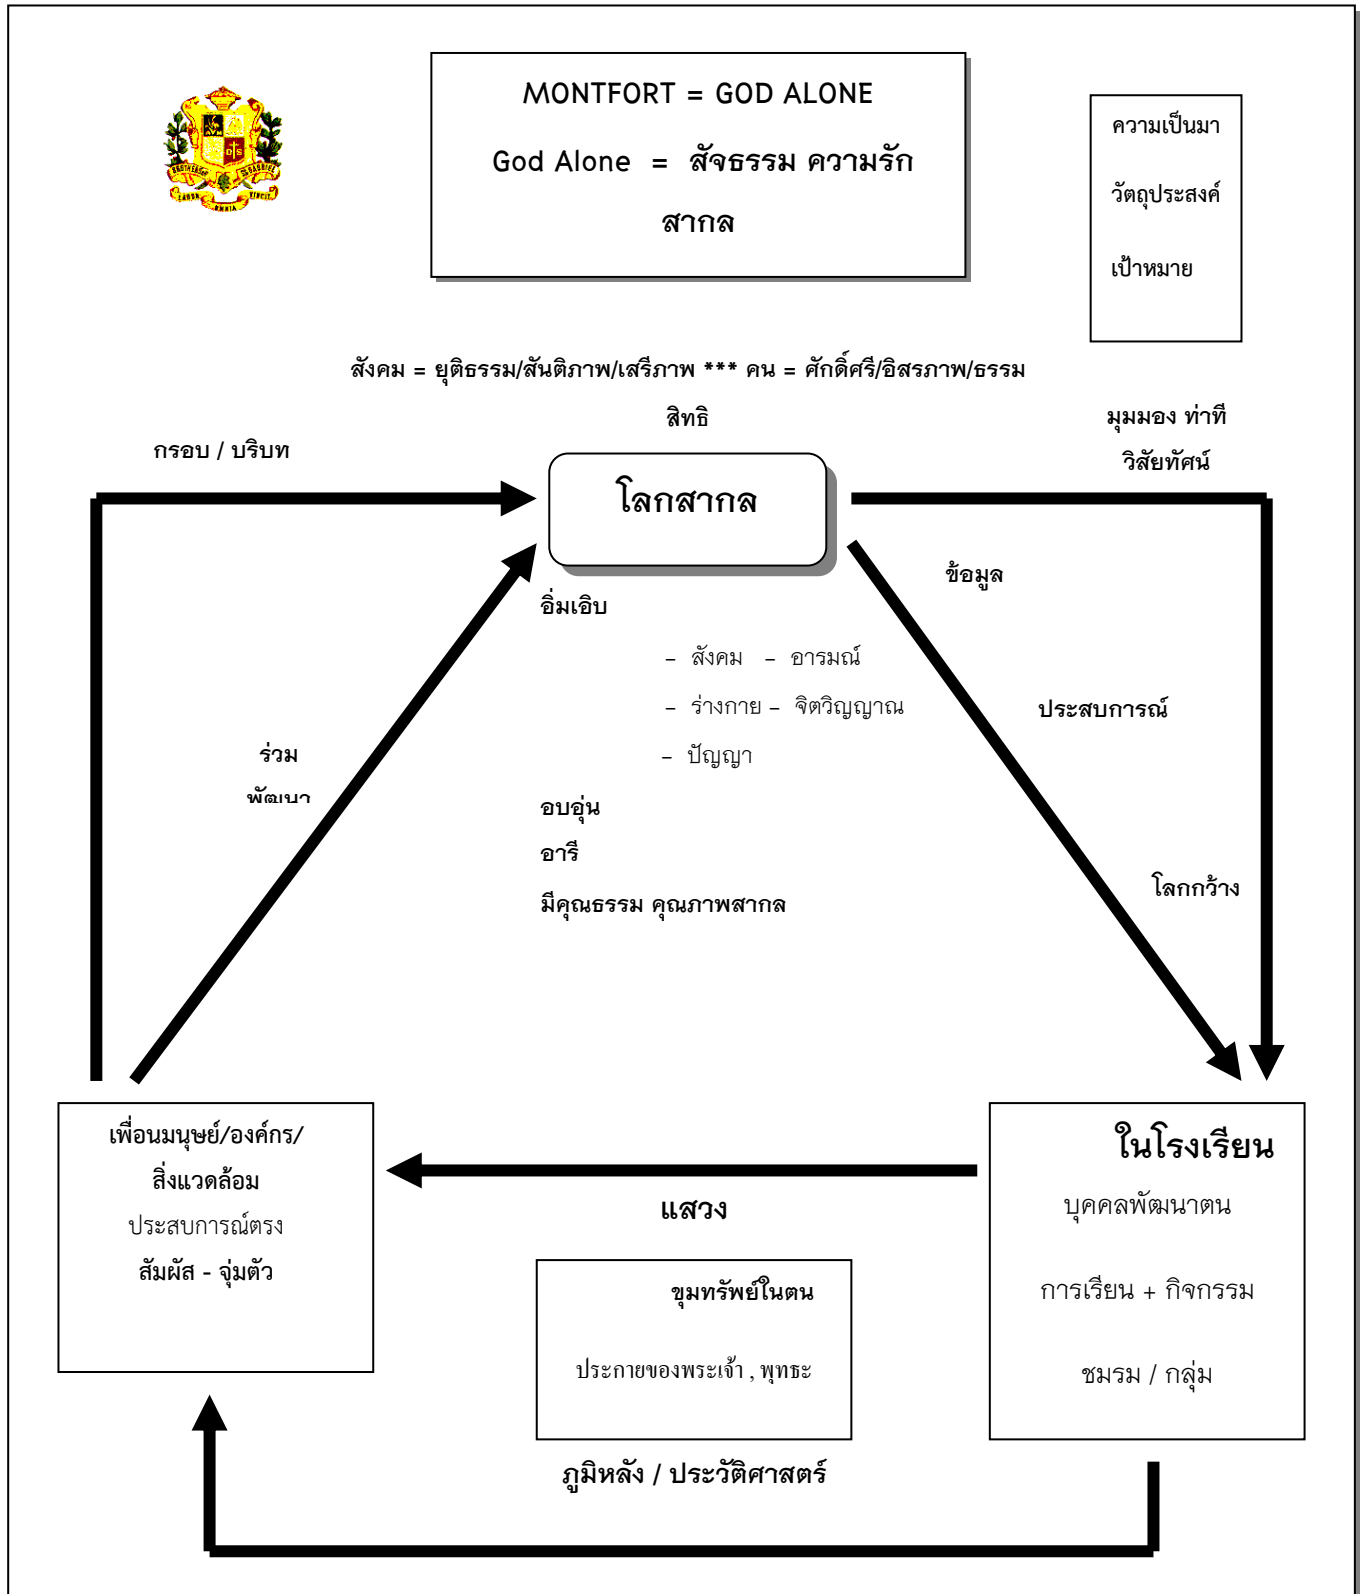 MONTFORT = GOD ALONE
God Alone = สัจธรรม ความรัก
สากล
ความเป็นมา
วัตถุประสงค์
เป้าหมาย
BROTHERS OF ST GABRIEL
D S
LABOR OMNIA VINCIT
สังคม = ยุติธรรม/สันติภาพ/เสรีภาพ *** คน = ศักดิ์ศรี/อิสรภาพ/ธรรม
สิทธิ
กรอบ / บริบท
มุมมอง ท่าที
วิสัยทัศน์
โลกสากล
ข้อมูล
อิ่มเอิบ
– สังคม – อารมณ์
– ร่างกาย – จิตวิญญาณ
– ปัญญา
ประสบการณ์
ร่วม
พัฒนา
อบอุ่น
อารี
มีคุณธรรม คุณภาพสากล
โลกกว้าง
เพื่อนมนุษย์/องค์กร/
สิ่งแวดล้อม
ประสบการณ์ตรง
สัมผัส - จุ่มตัว
ในโรงเรียน
บุคคลพัฒนาตน
การเรียน + กิจกรรม
ชมรม / กลุ่ม
แสวง
ขุมทรัพย์ในตน
ประกายของพระเจ้า , พุทธะ
ภูมิหลัง / ประวัติศาสตร์